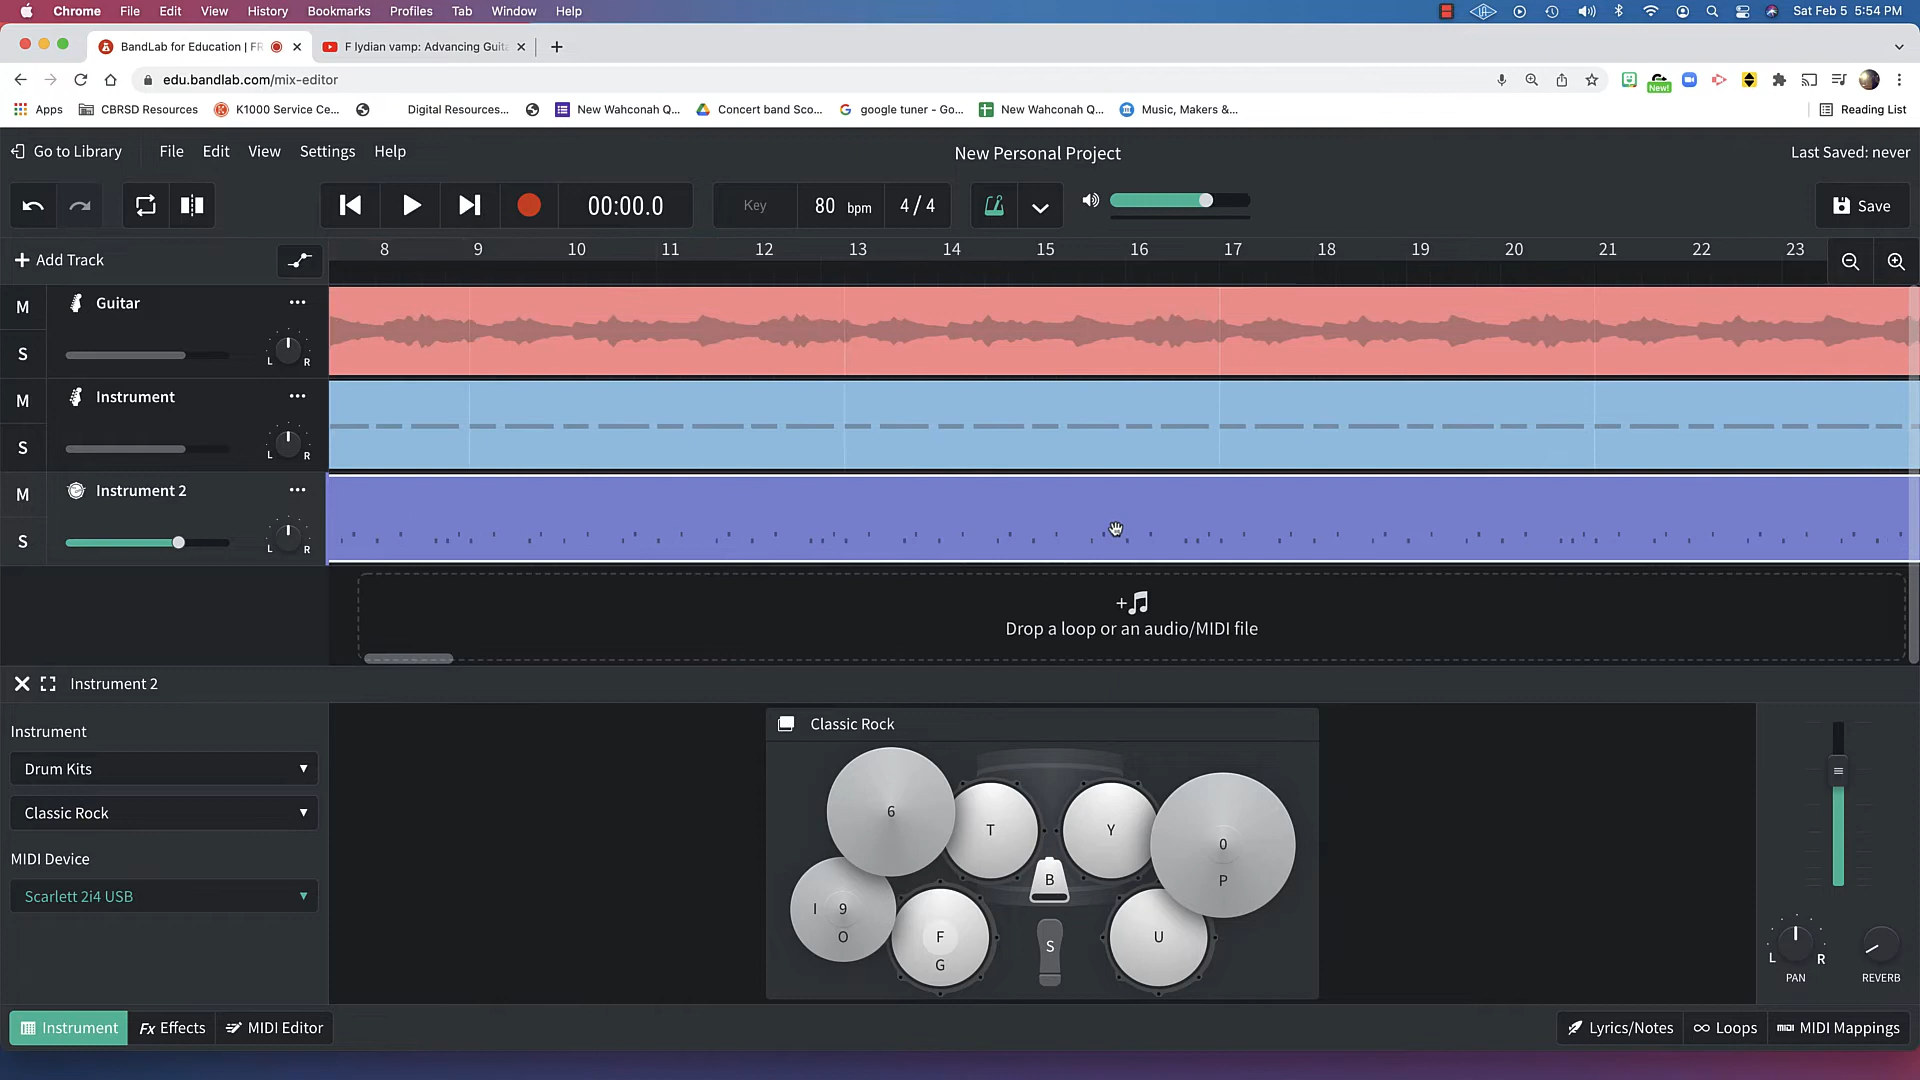 Chrome File Edit View History Bookmarks Profiles Tab Window Help Sat Feb 5 5:54 PM
BandLab for Education | FR F lydian vamp: Advancing Guita
edu.bandlab.com/mix-editor New!
Apps CBRSD Resources K1000 Service Ce... Digital Resources... New Wahconah Q... Concert band Sco... google tuner - Go... New Wahconah Q... Music, Makers &... Reading List
Go to Library File Edit View Settings Help New Personal Project Last Saved: never
00:00.0 Key 80 bpm 4 / 4 Save
+ Add Track 8 9 10 11 12 13 14 15 16 17 18 19 20 21 22 23
M Guitar ...
S L R
M Instrument ...
S L R
M Instrument 2 ...
S L R
Drop a loop or an audio/MIDI file
Instrument 2
Instrument
Drum Kits
Classic Rock
MIDI Device
Scarlett 2i4 USB
Classic Rock
6 T Y 0
P
B
I 9
O
F
G
S
U
L R
PAN REVERB
Instrument Fx Effects MIDI Editor Lyrics/Notes Loops MIDI MIDI Mappings